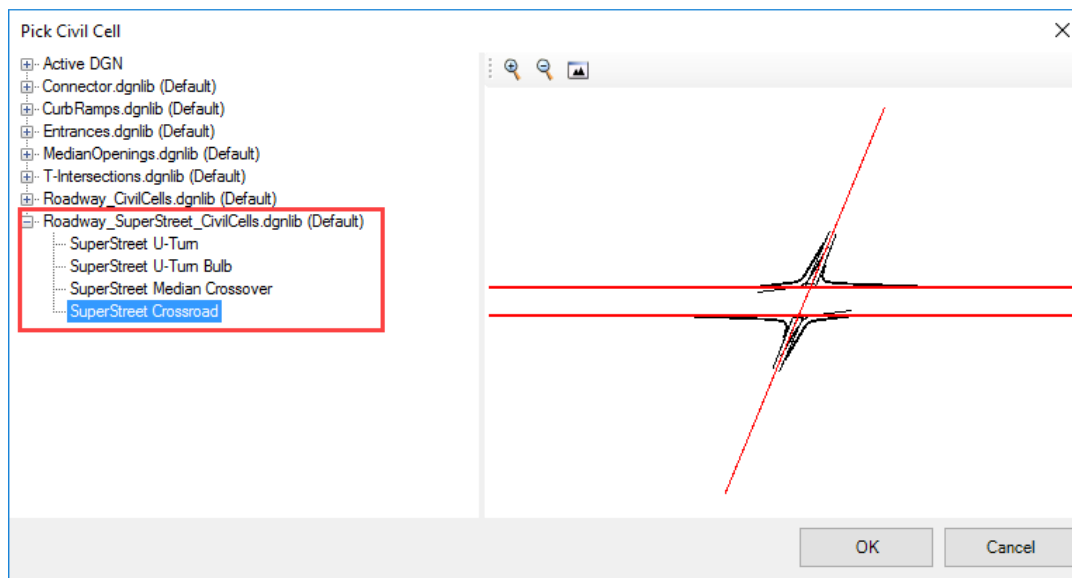 Pick Civil Cell
Active DGN
Connector.dgnlib (Default)
CurbRamps.dgnlib (Default)
Entrances.dgnlib (Default)
MedianOpenings.dgnlib (Default)
T-Intersections.dgnlib (Default)
Roadway_CivilCells.dgnlib (Default)
Roadway_SuperStreet_CivilCells.dgnlib (Default)
SuperStreet U-Turn
SuperStreet U-Turn Bulb
SuperStreet Median Crossover
SuperStreet Crossroad
OK
Cancel